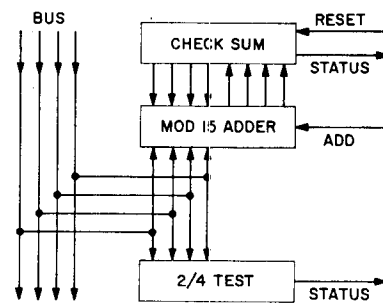 BUS
RESET
CHECK SUM
STATUS
MOD 15 ADDER
ADD
2/4 TEST
STATUS